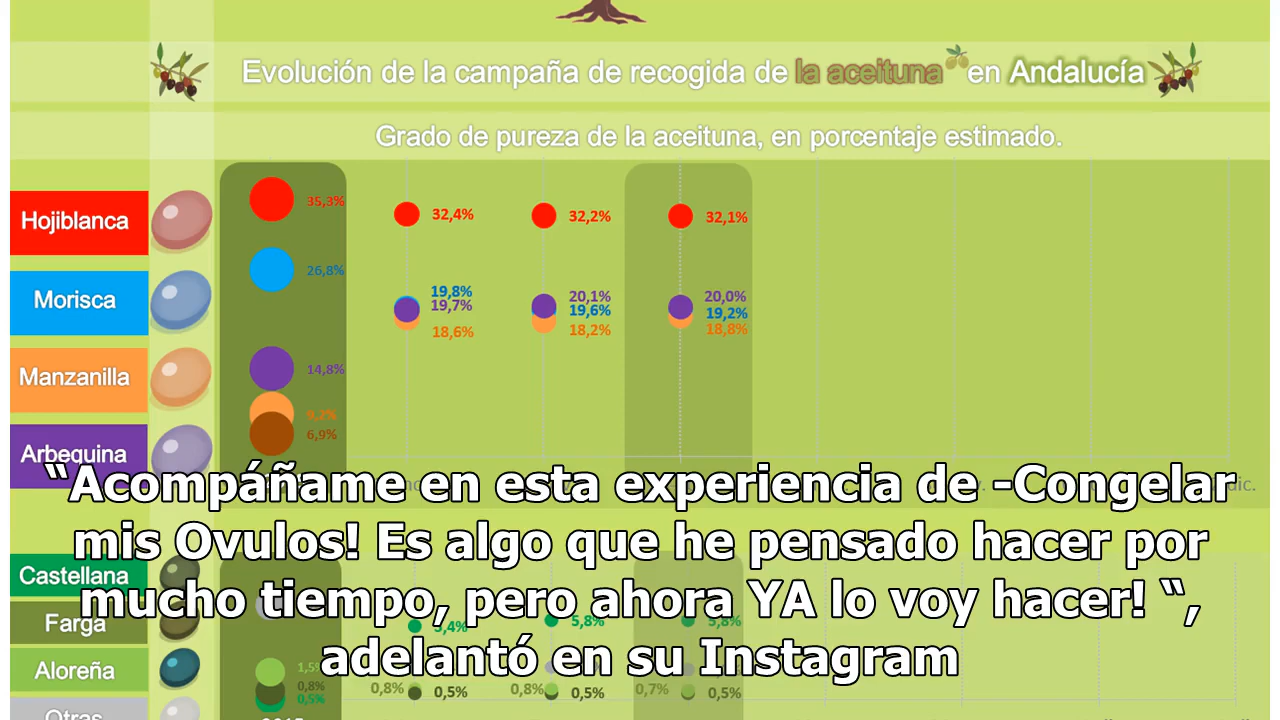 Evolución de la campaña de recogida de la aceituna en Andalucía
Grado de pureza de la aceituna, en porcentaje estimado.
Hojiblanca
35,3%
32,4%
32,2%
32,1%
Morisca
26,8%
19,8%
19,7%
18,6%
20,1%
19,6%
18,2%
20,0%
19,2%
18,8%
Manzanilla
14,8%
9,2%
6,9%
Arbequina
dic.
“Acompáñame en esta experiencia de -Congelar
mis Ovulos! Es algo que he pensado hacer por
mucho tiempo, pero ahora YA lo voy hacer! “,
adelantó en su Instagram
Castellana
Farga
5,8%
5,8%
Aloreña
0,8%
0,5%
0,8%
0,5%
0,8%
0,5%
0,7%
0,5%
Otras